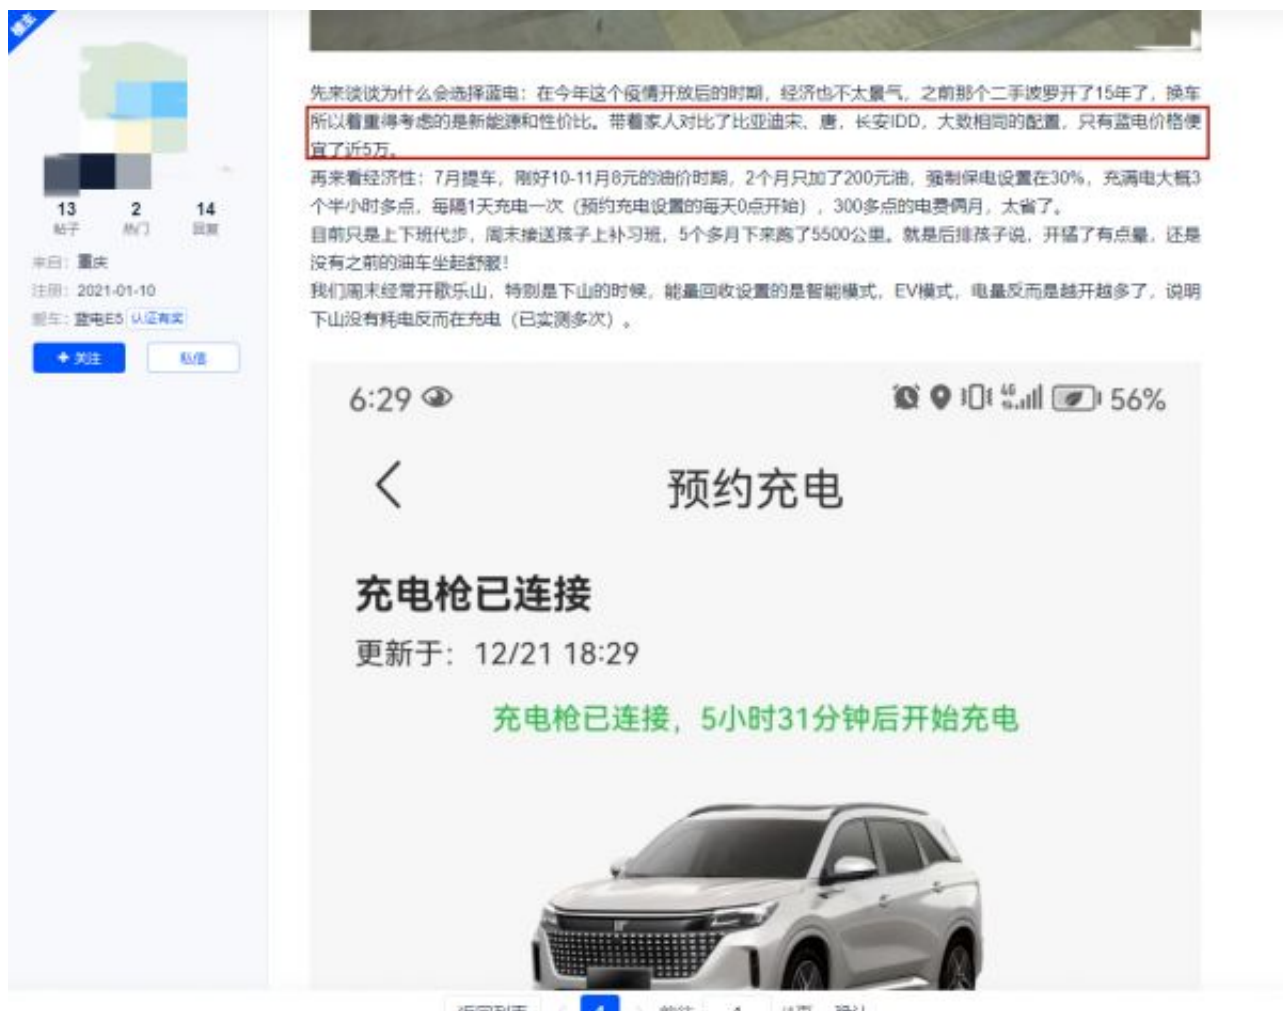 楼主
先来谈谈为什么会选择蓝电：在今年这个疫情开放后的时期，经济也不太景气，之前那个二手波罗开了15年了，换车
所以着重得考虑的是新能源和性价比。带着家人对比了比亚迪宋、唐，长安IDD，大致相同的配置，只有蓝电价格便
宜了近5万。
再来看经济性：7月提车，刚好10-11月8元的油价时期，2个月只加了200元油，强制保电设置在30%，充满电大概3
个半小时多点，每隔1天充电一次（预约充电设置的每天0点开始），300多点的电费俩月，太省了。
目前只是上下班代步，周末接送孩子上补习班，5个多月下来跑了5500公里。就是后排孩子说，开猛了有点晕，还是
没有之前的油车坐起舒服！
我们周末经常开歌乐山，特别是下山的时候，能量回收设置的是智能模式，EV模式，电量反而是越开越多了，说明
下山没有耗电反而在充电（已实测多次）。
13 2 14
帖子 热门 回复
来自：重庆
注册：2021-01-10
爱车：蓝电E5 认证有奖
+ 关注 私信
6:29 4G 56%
预约充电
充电枪已连接
更新于：12/21 18:29
充电枪已连接，5小时31分钟后开始充电
返回列表 1 前往 1 /1页 确认